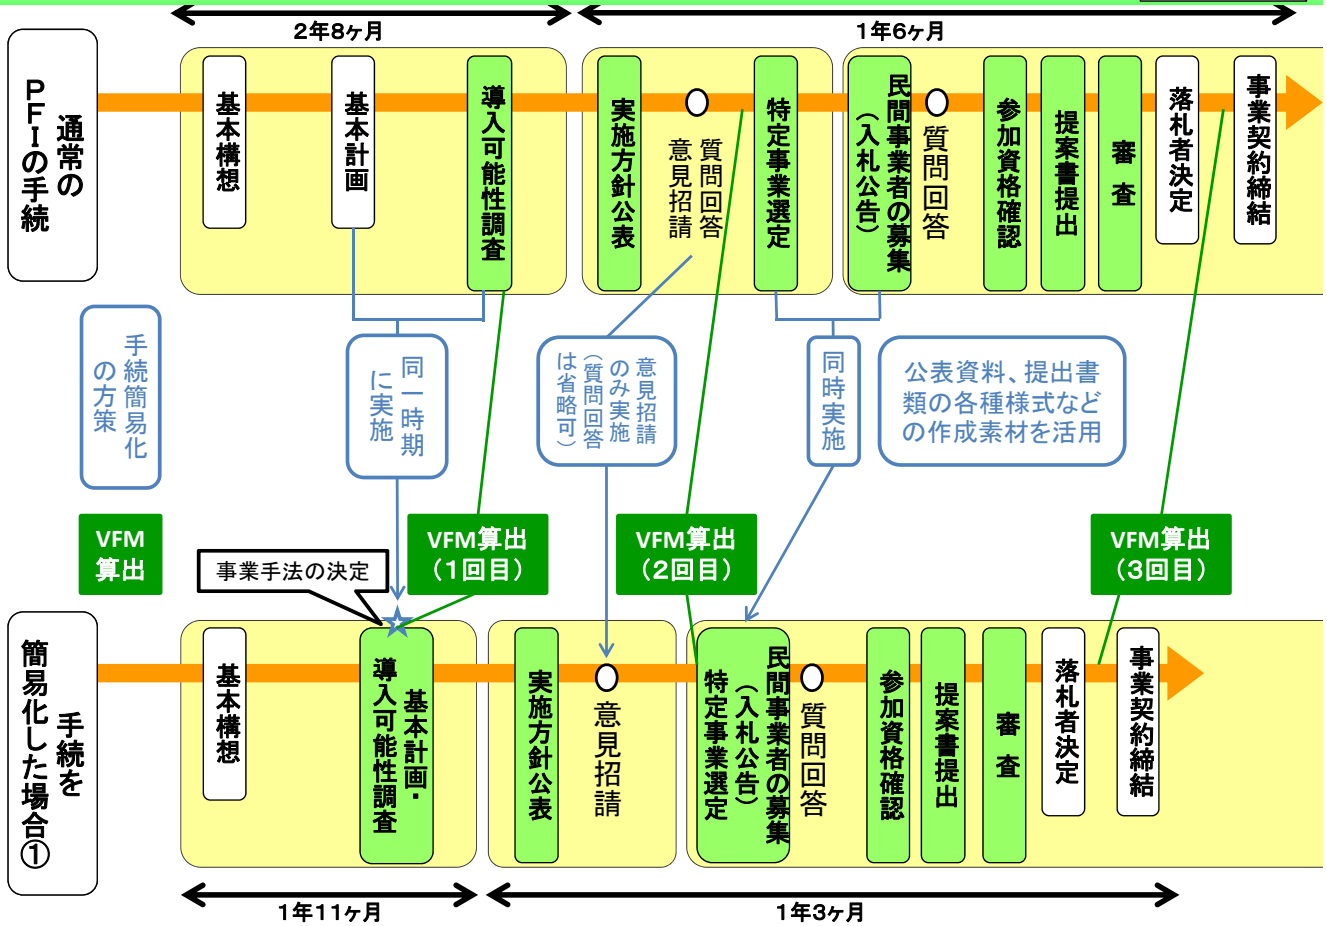 2年8ヶ月
1年6ヶ月
通常の
ＰＦＩの手続
基本構想
基本計画
導入可能性調査
実施方針公表
質問回答
意見招請
特定事業選定
民間事業者の募集
（入札公告）
質問回答
参加資格確認
提案書提出
審査
落札者決定
事業契約締結
手続簡易化
の方策
同一時期
に実施
意見招請
のみ実施
（質問回答
は省略可）
同時実施
公表資料、提出書
類の各種様式など
の作成素材を活用
VFM
算出
VFM算出
（1回目）
VFM算出
（2回目）
VFM算出
（3回目）
事業手法の決定
手続を
簡易化した場合①
基本構想
基本計画・
導入可能性調査
実施方針公表
意見招請
民間事業者の募集
（入札公告）
特定事業選定
質問回答
参加資格確認
提案書提出
審査
落札者決定
事業契約締結
1年11ヶ月
1年3ヶ月